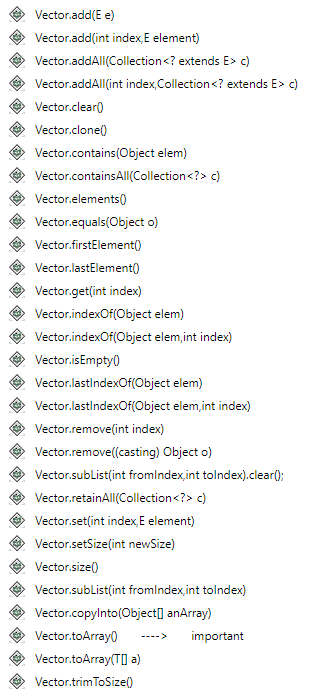 Vector.add(E e)
Vector.add(int index,E element)
Vector.addAll(Collection<? extends E> c)
Vector.addAll(int index,Collection<? extends E> c)
Vector.clear()
Vector.clone()
Vector.contains(Object elem)
Vector.containsAll(Collection<?> c)
Vector.elements()
Vector.equals(Object o)
Vector.firstElement()
Vector.lastElement()
Vector.get(int index)
Vector.indexOf(Object elem)
Vector.indexOf(Object elem,int index)
Vector.isEmpty()
Vector.lastIndexOf(Object elem)
Vector.lastIndexOf(Object elem,int index)
Vector.remove(int index)
Vector.remove((casting) Object o)
Vector.subList(int fromIndex,int toIndex).clear();
Vector.retainAll(Collection<?> c)
Vector.set(int index,E element)
Vector.setSize(int newSize)
Vector.size()
Vector.subList(int fromIndex,int toIndex)
Vector.copyInto(Object[] anArray)
Vector.toArray() ----> important
Vector.toArray(T[] a)
Vector.trimToSize()